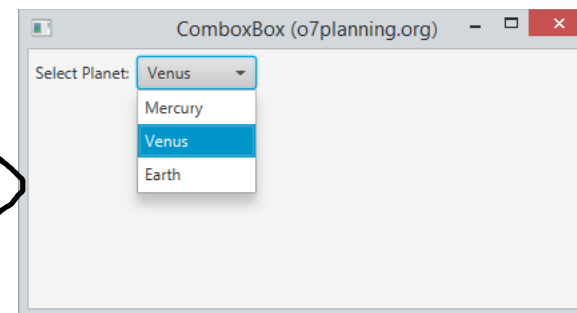 ComboxBox (o7planning.org)
Select Planet: Venus
Mercury
Venus
Earth